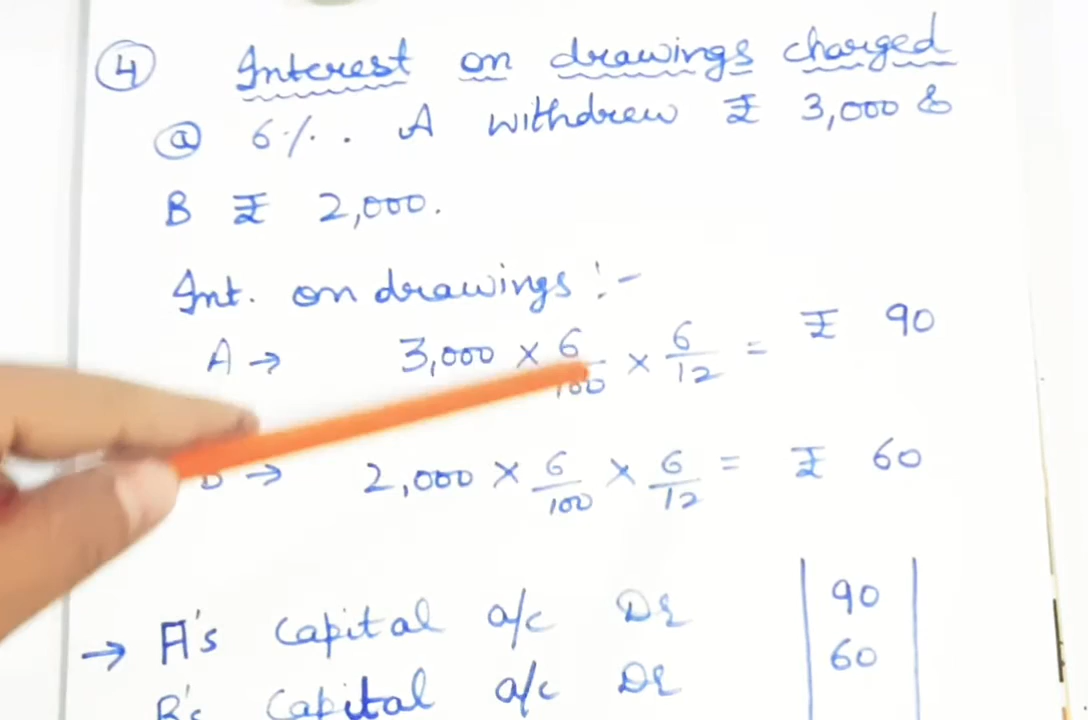 4 Interest on drawings charged
@ 6%. A withdrew ₹ 3,000 &
B ₹ 2,000.
Int. on drawings :-
A → 3,000 × 6/100 × 6/12 = ₹ 90
→ 2,000 × 6/100 × 6/12 = ₹ 60
→ A's capital a/c Dr 90
B's capital a/c Dr 60